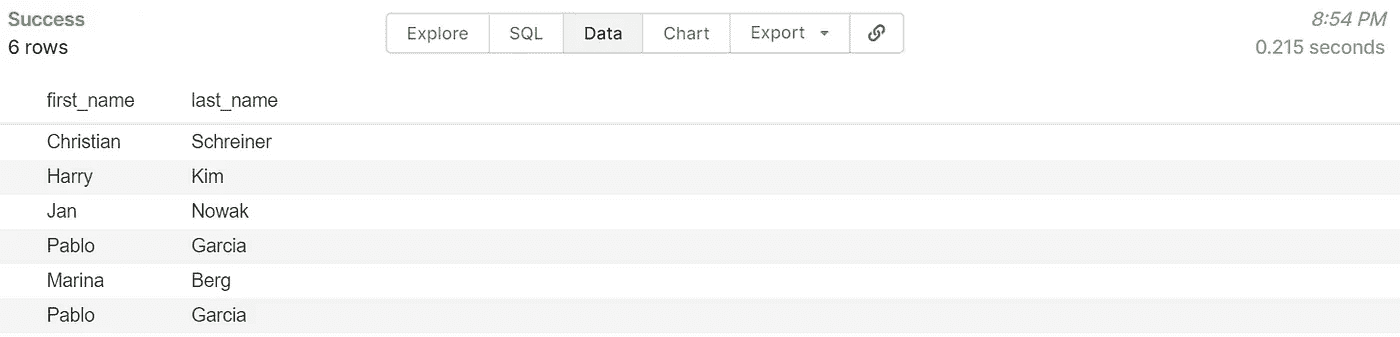 Success
6 rows
Explore SQL Data Chart Export
8:54 PM
0.215 seconds
first_name last_name
Christian Schreiner
Harry Kim
Jan Nowak
Pablo Garcia
Marina Berg
Pablo Garcia